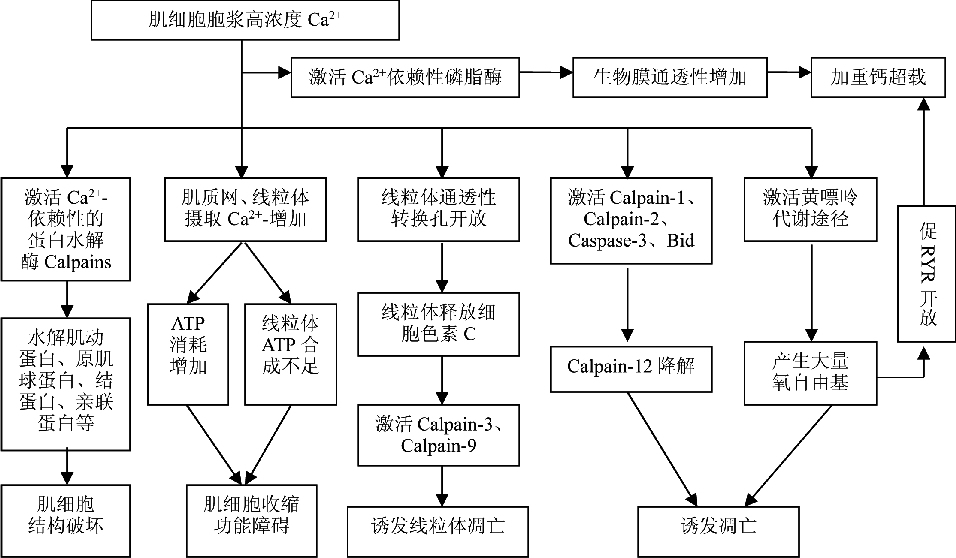 肌细胞胞浆高浓度 Ca²⁺
激活 Ca²⁺依赖性磷脂酶
生物膜通透性增加
加重钙超载
激活 Ca²⁺-
依赖性的
蛋白水解
酶 Calpains
肌质网、线粒体
摄取 Ca²⁺-增加
线粒体通透性
转换孔开放
激活 Calpain-1、
Calpain-2、
Caspase-3、Bid
激活黄嘌呤
代谢途径
促 RYR 开放
水解肌动
蛋白、原肌
球蛋白、结
蛋白、亲联
蛋白等
ATP
消耗
增加
线粒体
ATP 合
成不足
线粒体释放细
胞色素 C
Calpain-12 降解
产生大量
氧自由基
激活 Calpain-3、
Calpain-9
肌细胞
结构破坏
肌细胞收缩
功能障碍
诱发线粒体凋亡
诱发凋亡